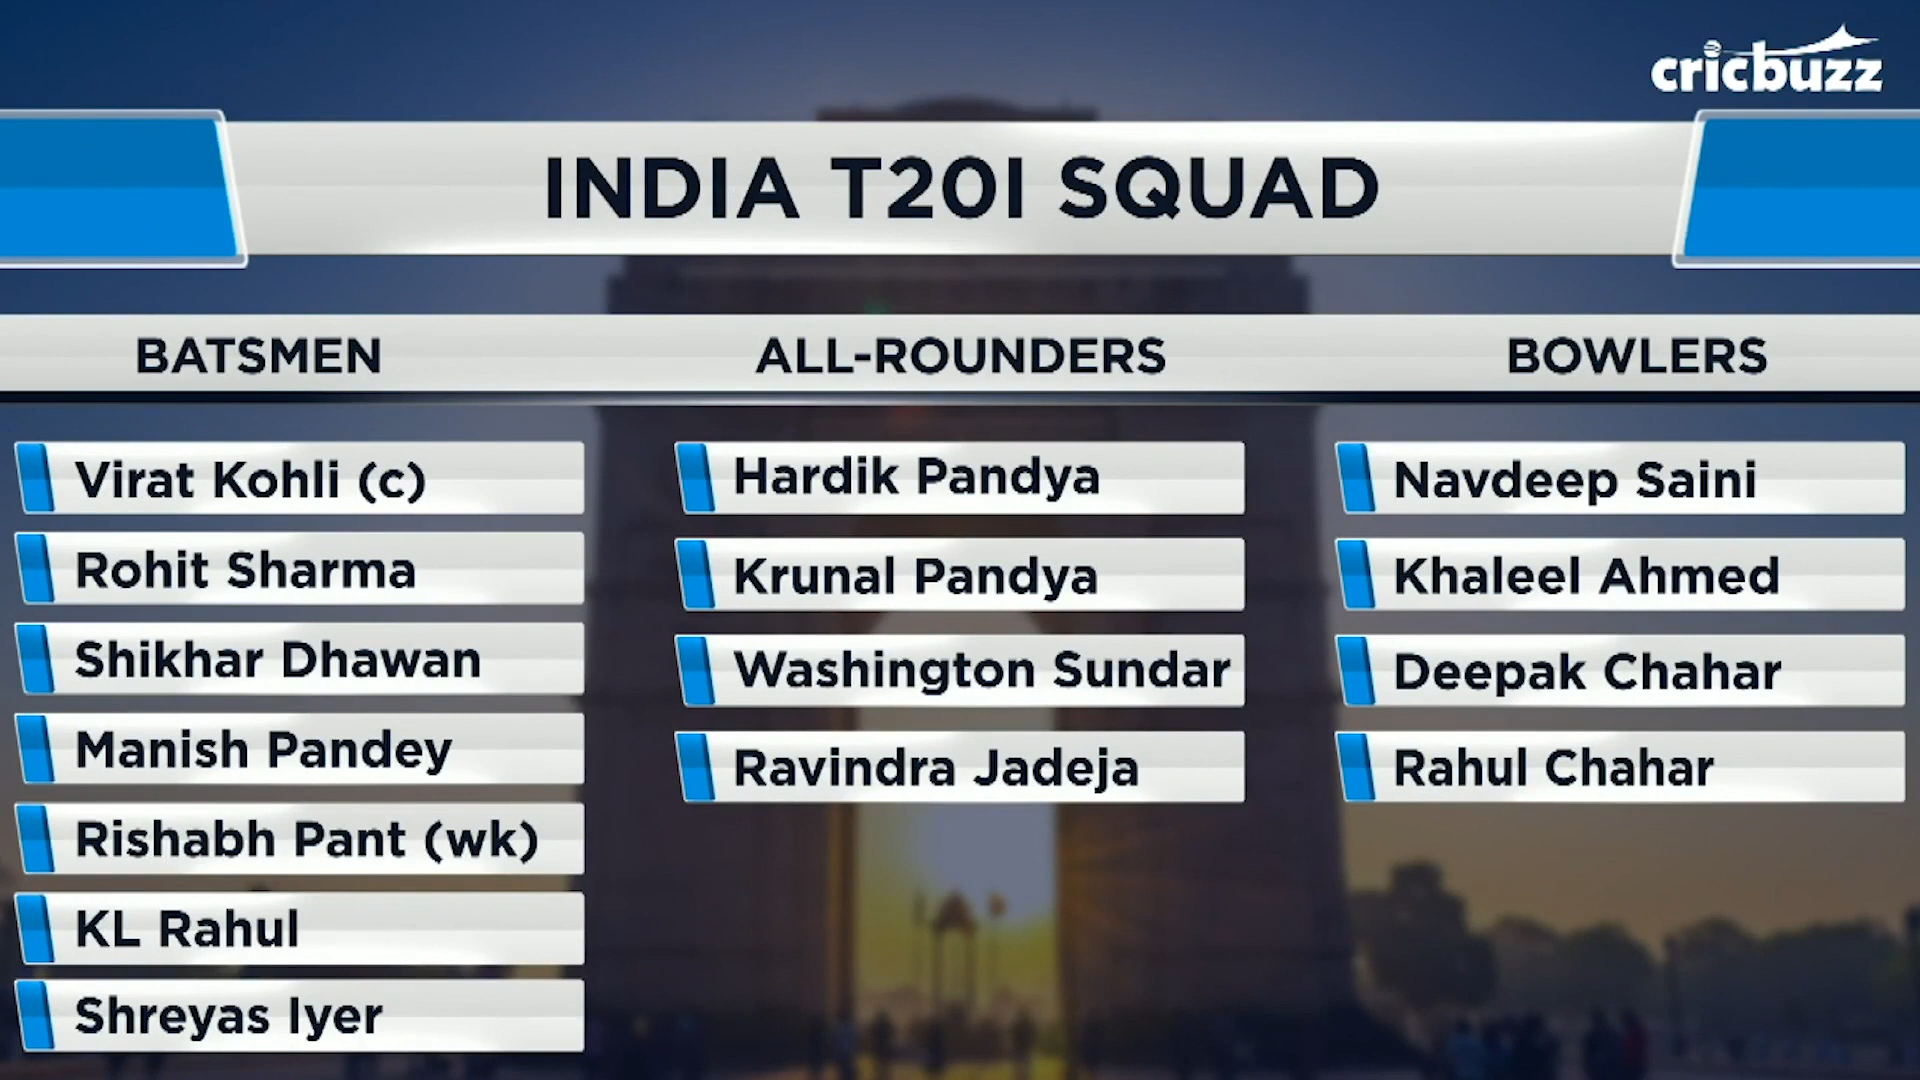 cricbuzz
INDIA T20I SQUAD
BATSMEN
Virat Kohli (c)
Rohit Sharma
Shikhar Dhawan
Manish Pandey
Rishabh Pant (wk)
KL Rahul
Shreyas Iyer
ALL-ROUNDERS
Hardik Pandya
Krunal Pandya
Washington Sundar
Ravindra Jadeja
BOWLERS
Navdeep Saini
Khaleel Ahmed
Deepak Chahar
Rahul Chahar